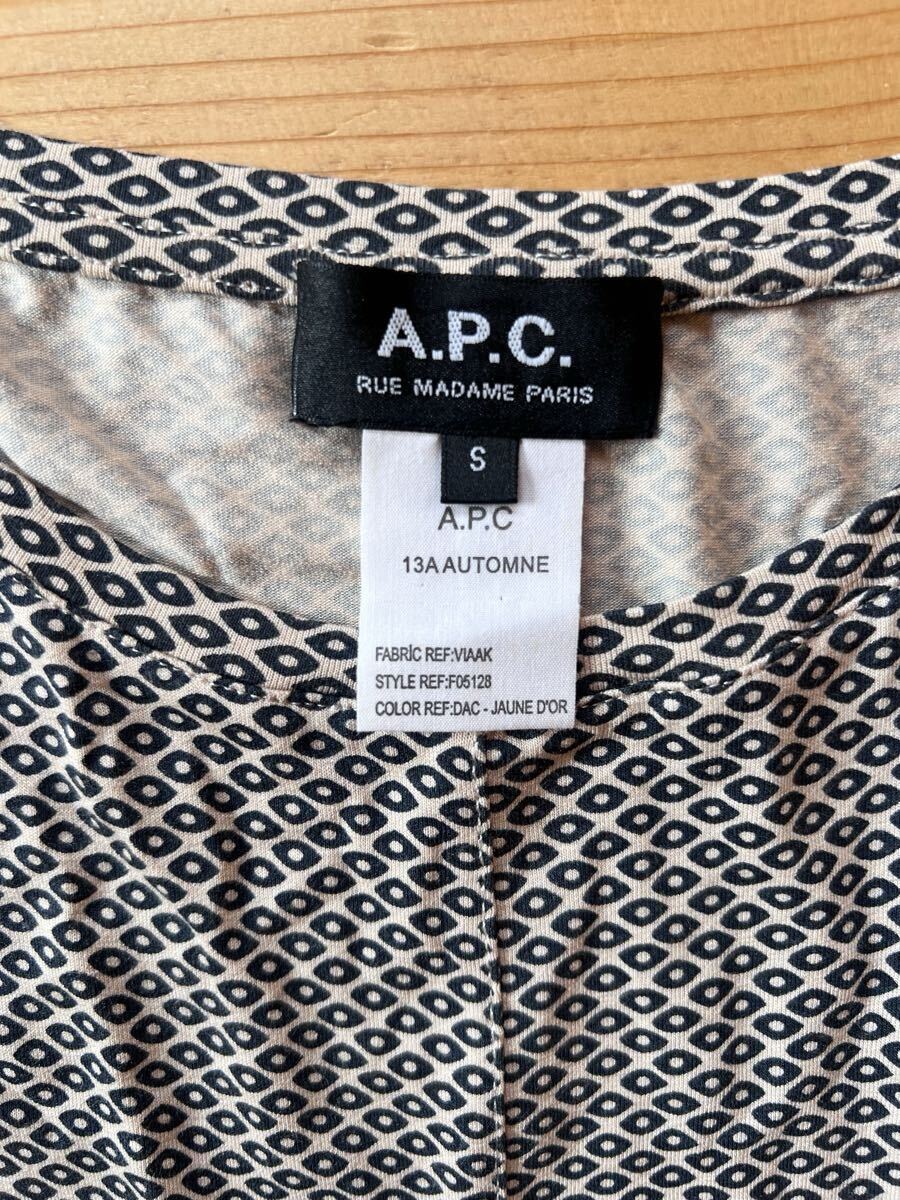 A.P.C.
RUE MADAME PARIS
S
A.P.C
13A AUTOMNE
FABRIC REF:VIAAK
STYLE REF:F05128
COLOR REF:DAC - JAUNE D'OR